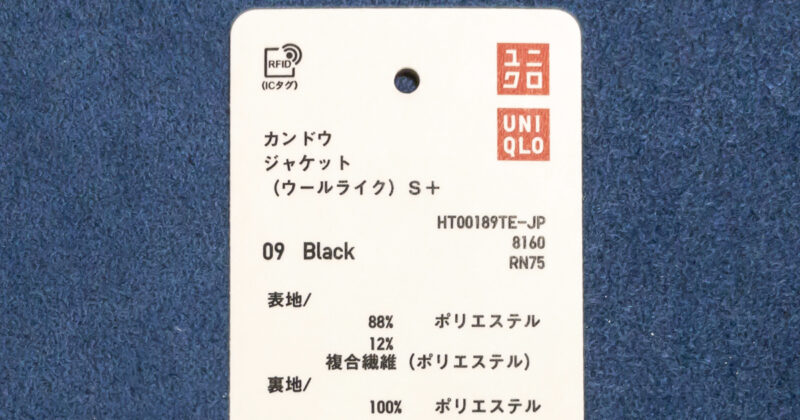 RFID
(ICタグ)
ユニ
クロ
UNI
QLO
カンドウ
ジャケット
(ウールライク) S+
HT00189TE-JP
8160
RN75
09 Black
表地/
88% ポリエステル
12%
複合繊維 (ポリエステル)
裏地/
100% ポリエステル